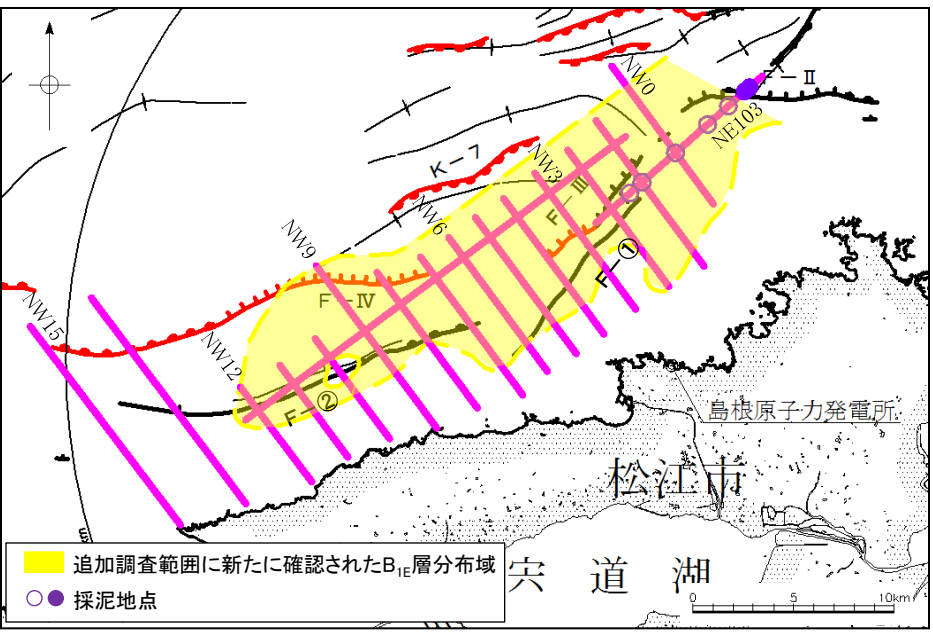 F－Ⅱ
NW0
NE103
K－7
NW3
F－Ⅲ
NW6
NW9
F－①
F－Ⅳ
NW15
NW12
F－②
島根原子力発電所
松江市
宍道湖
追加調査範囲に新たに確認されたB1E層分布域
採泥地点
0 5 10km